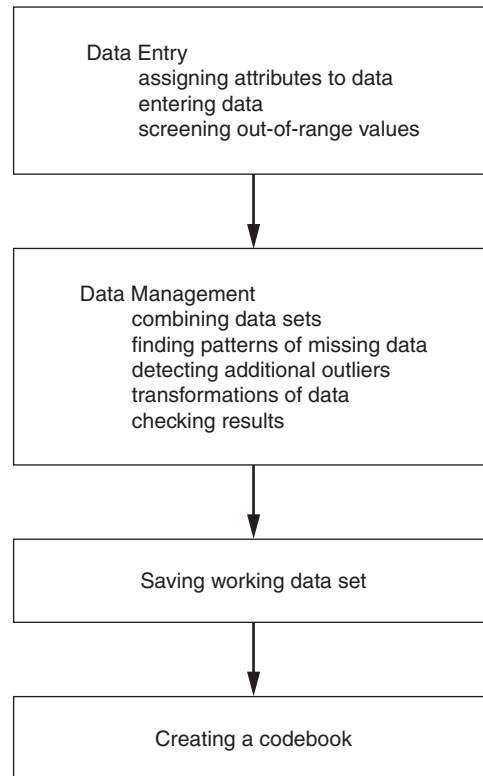 Data Entry
assigning attributes to data
entering data
screening out-of-range values
Data Management
combining data sets
finding patterns of missing data
detecting additional outliers
transformations of data
checking results
Saving working data set
Creating a codebook